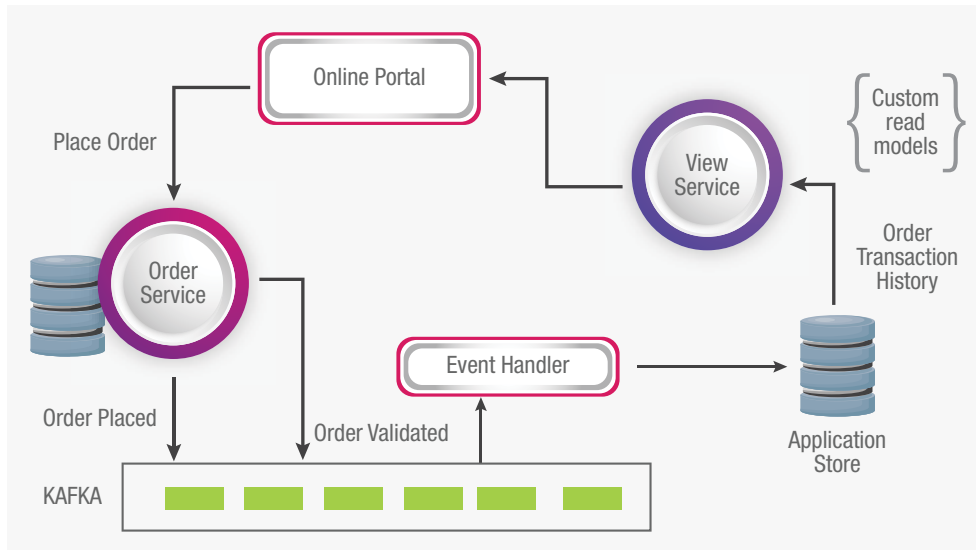 Online Portal
Place Order
View
Service
{ Custom
read
models }
Order
Service
Order
Transaction
History
Event Handler
Order Placed
Order Validated
Application
Store
KAFKA